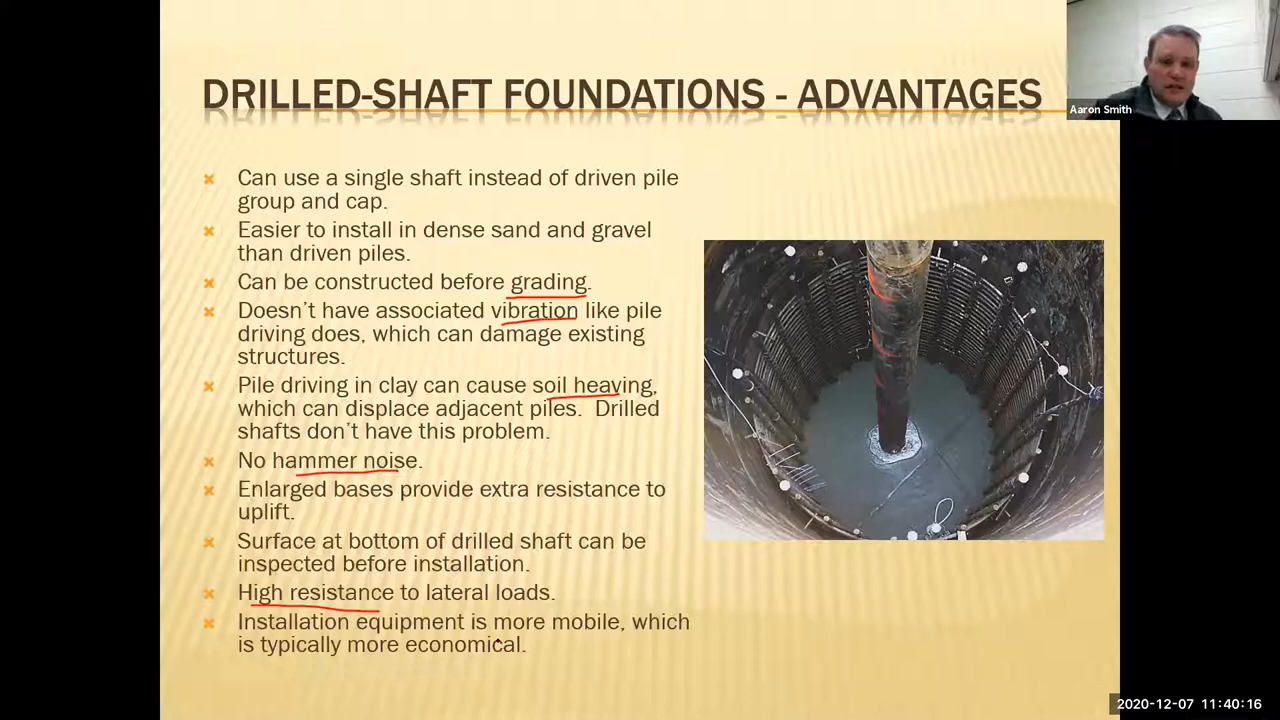 DRILLED-SHAFT FOUNDATIONS - ADVANTAGES
Aaron Smith
Can use a single shaft instead of driven pile
group and cap.
Easier to install in dense sand and gravel
than driven piles.
Can be constructed before grading.
Doesn't have associated vibration like pile
driving does, which can damage existing
structures.
Pile driving in clay can cause soil heaving,
which can displace adjacent piles.  Drilled
shafts don't have this problem.
No hammer noise.
Enlarged bases provide extra resistance to
uplift.
Surface at bottom of drilled shaft can be
inspected before installation.
High resistance to lateral loads.
Installation equipment is more mobile, which
is typically more economical.
2020-12-07 11:40:16